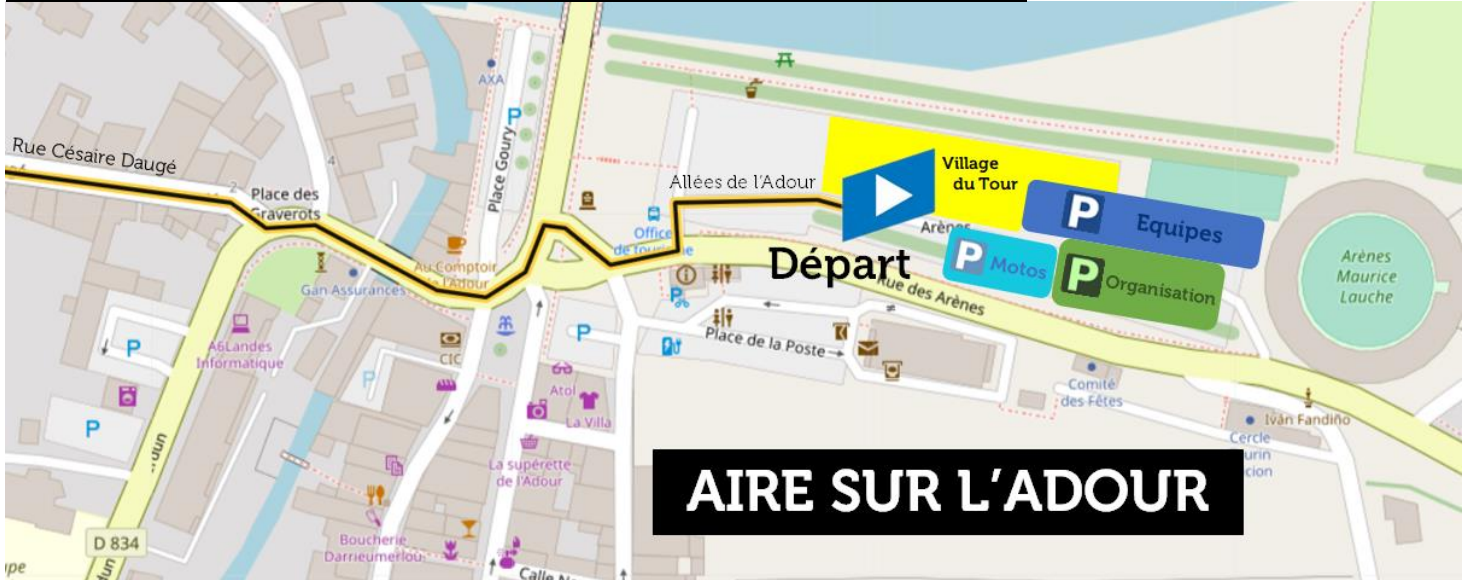 AXA
P
Rue Césaire Daugé
4
2
Place Goury
Place des
Graverots
Allées de l'Adour
Village
du Tour
P Equipes
Office
de tourisme
Arènes
Départ
P Motos
P Organisation
Arènes
Maurice
Lauche
Au Comptoir
de l'Adour
Gan Assurances
Rue des Arènes
P
A6Landes
Informatique
P
CIC
P
P
Place de la Poste
Atol
La Villa
Comité
des Fêtes
Iván Fandiño
Cercle
P
La supérette
de l'Adour
AIRE SUR L'ADOUR
D 834
Boucherie
Darrieumerlou